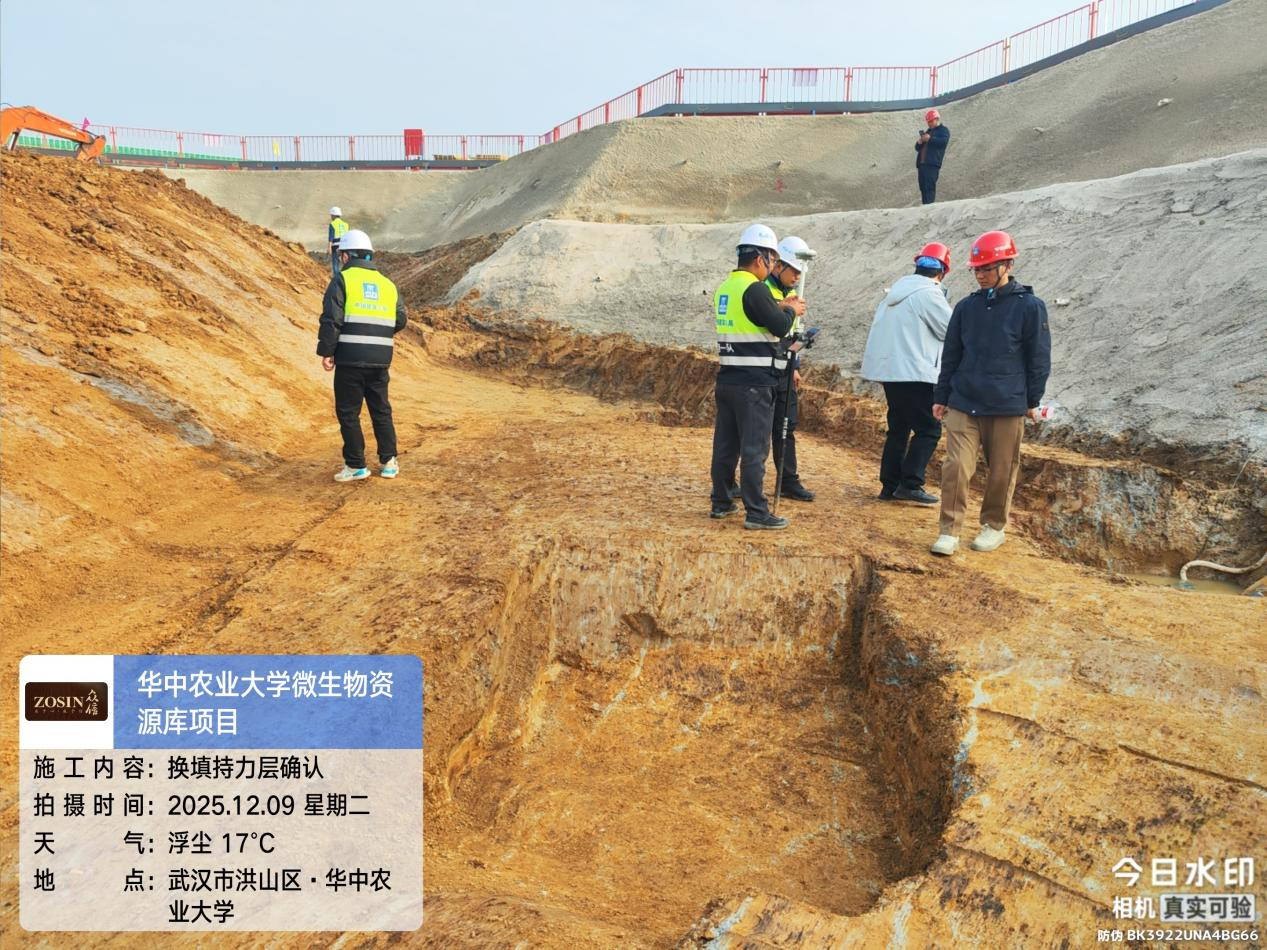 华中农业大学微生物资
源库项目
ZOSIN 众信
施工内容：换填持力层确认
拍摄时间：2025.12.09 星期二
天气：浮尘 17℃
地点：武汉市洪山区·华中农
业大学
今日水印
相机 真实可验
防伪 BK3922UNA4BG66